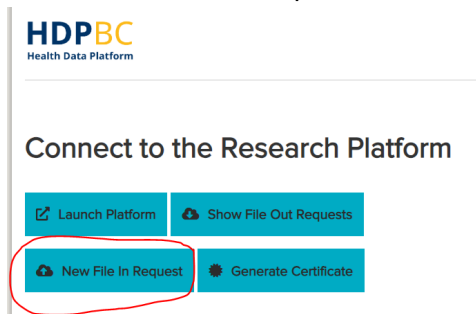 HDPBC
Health Data Platform
Connect to the Research Platform
Launch Platform
Show File Out Requests
New File In Request
Generate Certificate